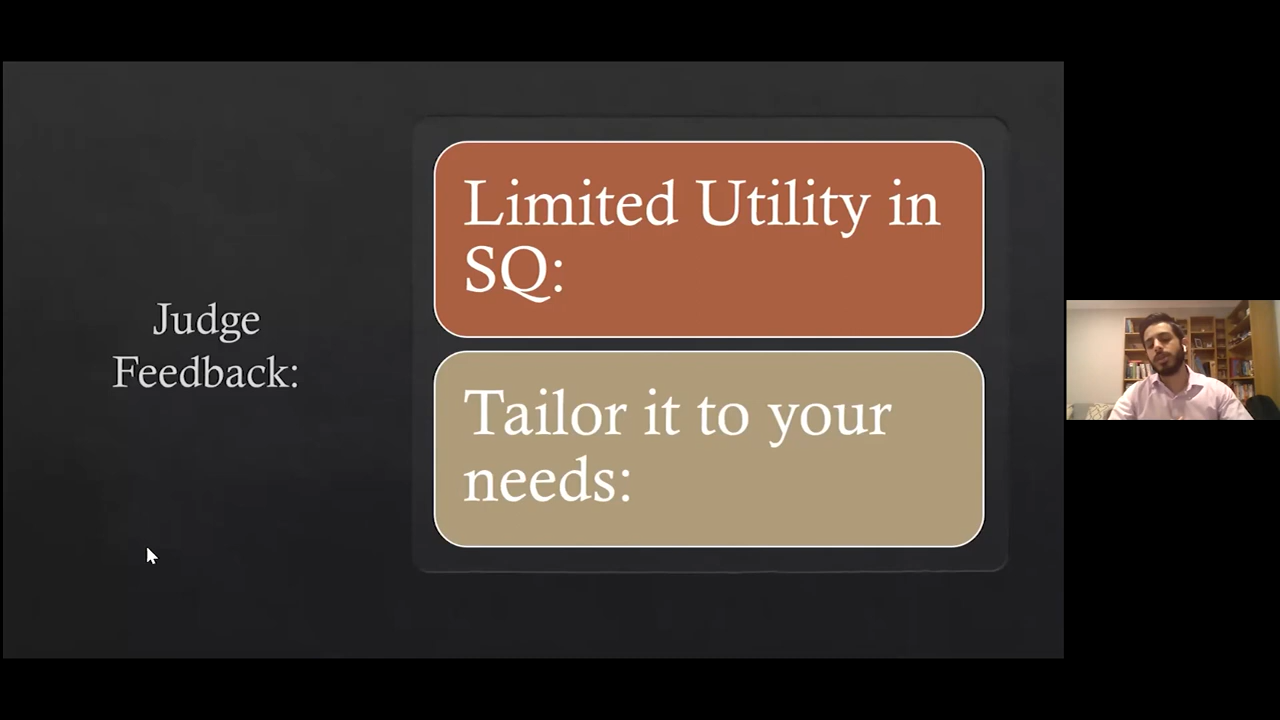 Judge
Feedback:
Limited Utility in
SQ:
Tailor it to your
needs: